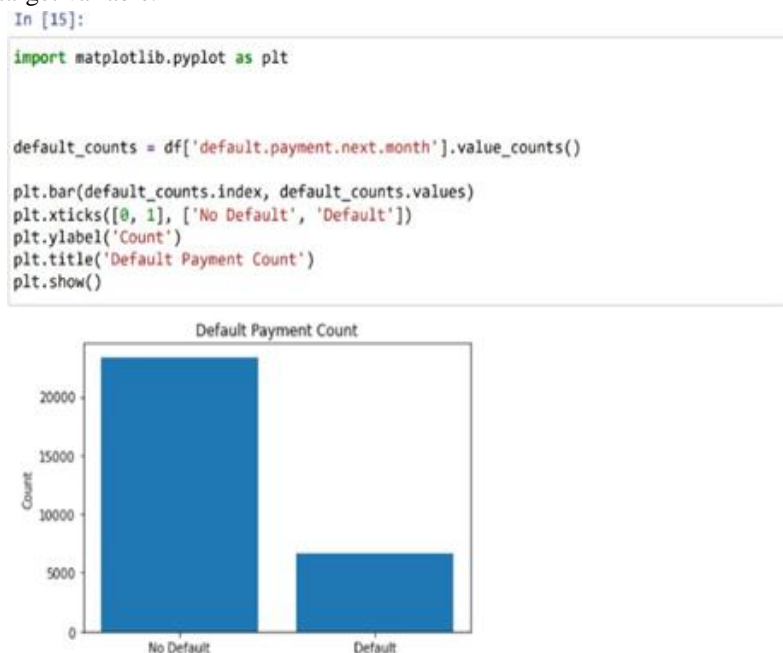 target variable.
In [15]:
import matplotlib.pyplot as plt
default_counts = df['default.payment.next.month'].value_counts()
plt.bar(default_counts.index, default_counts.values)
plt.xticks([0, 1], ['No Default', 'Default'])
plt.ylabel('Count')
plt.title('Default Payment Count')
plt.show()
Default Payment Count
20000
15000
Count
10000
5000
0
No Default Default